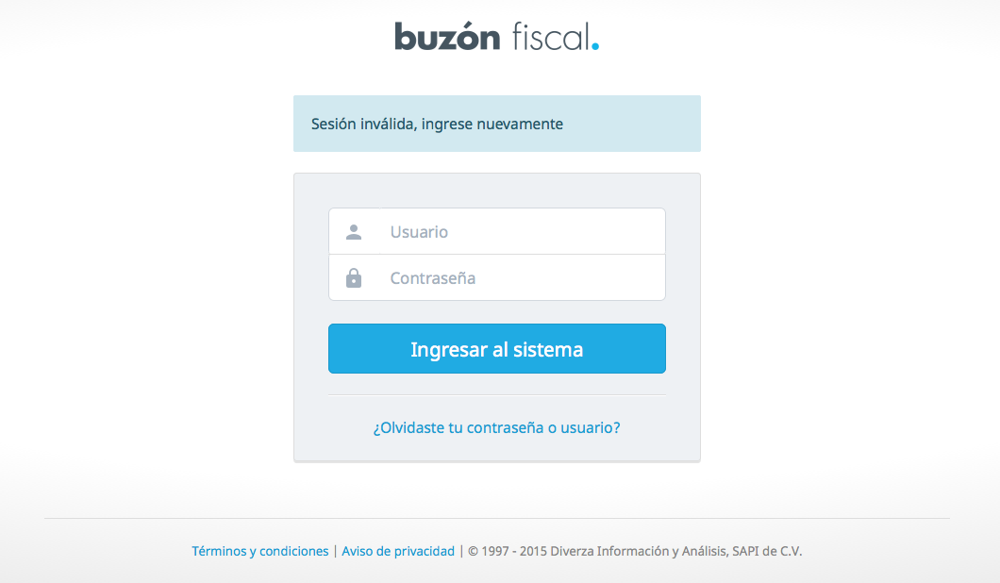 buzón fiscal.
Sesión inválida, ingrese nuevamente
Usuario
Contraseña
Ingresar al sistema
¿Olvidaste tu contraseña o usuario?
Términos y condiciones | Aviso de privacidad | © 1997 - 2015 Diverza Información y Análisis, SAPI de C.V.